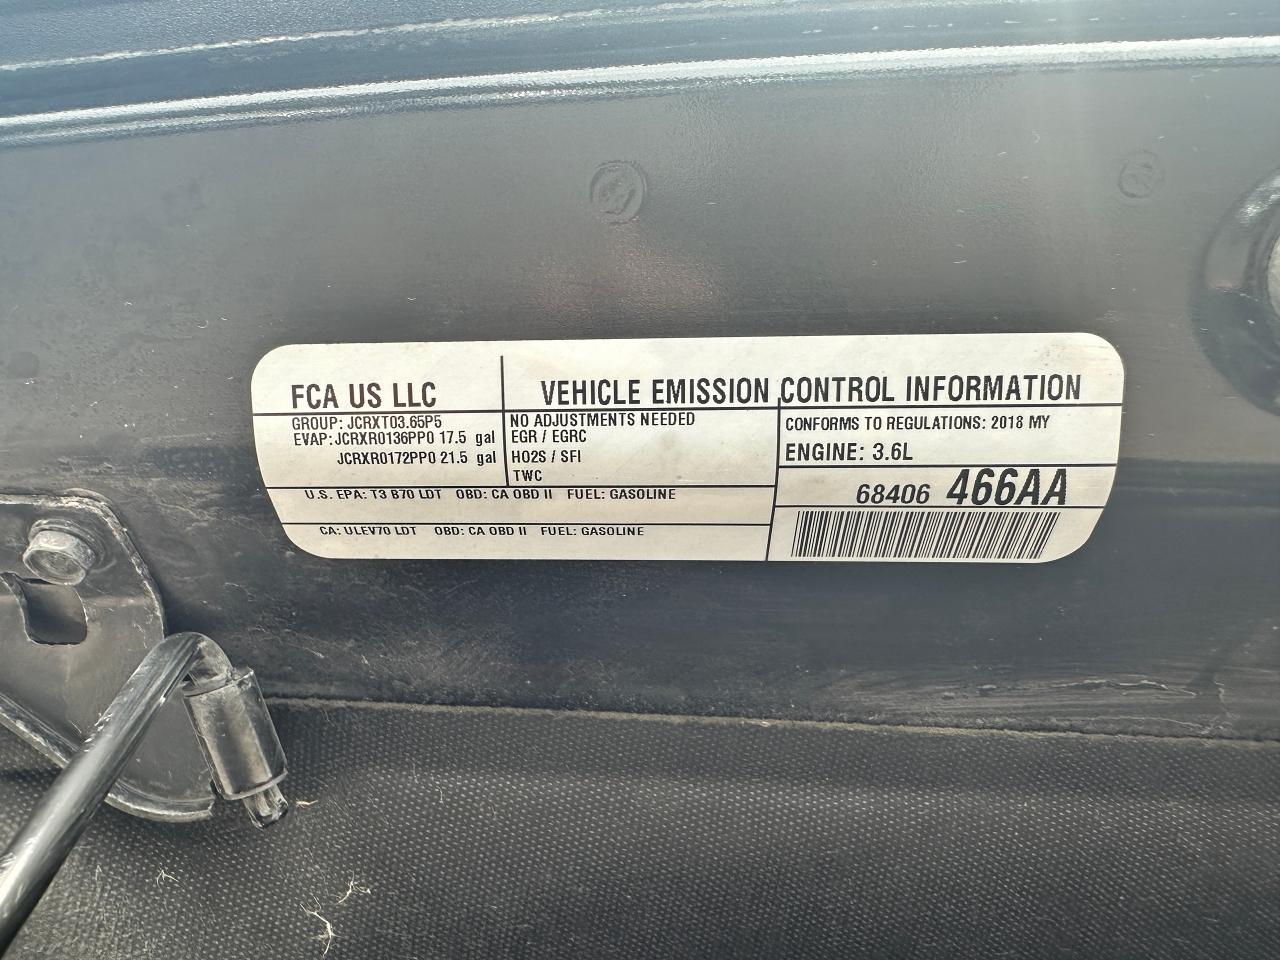 FCA US LLC
VEHICLE EMISSION CONTROL INFORMATION
GROUP: JCRXT03.65P5
EVAP: JCRXR0136PP0 17.5 gal
JCRXR0172PP0 21.5 gal
NO ADJUSTMENTS NEEDED
EGR / EGRC
HO2S / SFI
TWC
CONFORMS TO REGULATIONS: 2018 MY
ENGINE: 3.6L
U.S. EPA: T3 B70 LDT OBD: CA OBD II FUEL: GASOLINE
68406 466AA
CA: ULEV70 LDT OBD: CA OBD II FUEL: GASOLINE